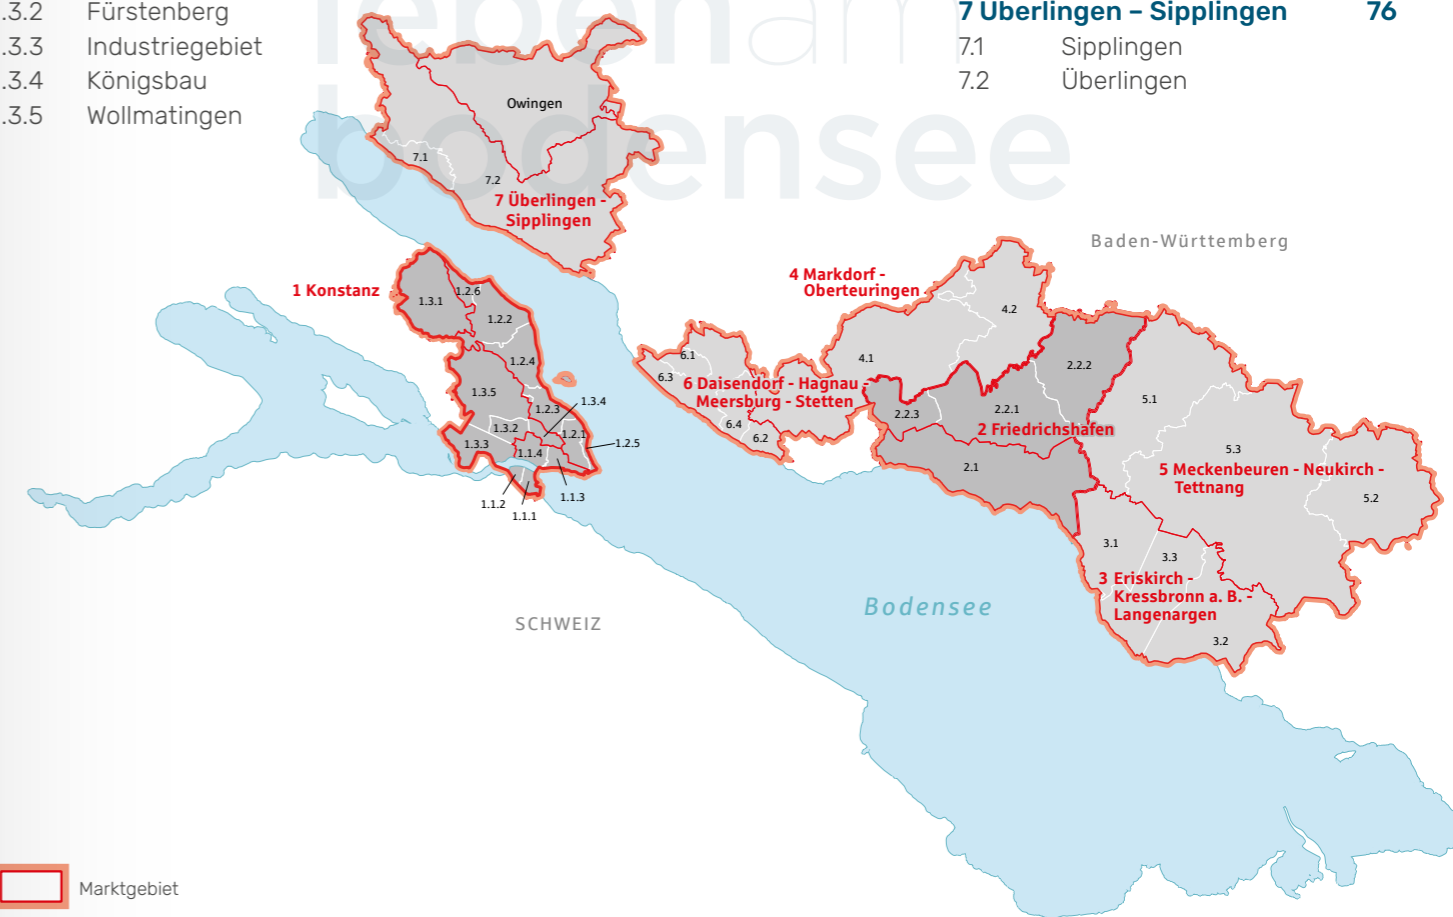 .3.2 Fürstenberg
.3.3 Industriegebiet
.3.4 Königsbau
.3.5 Wollmatingen
leben am
bodensee
7 Überlingen – Sipplingen 76
7.1 Sipplingen
7.2 Überlingen
Owingen
7.1
7.2
7 Überlingen -
Sipplingen
Baden-Württemberg
1 Konstanz
1.3.1
1.2.6
1.2.2
1.2.4
1.3.5
1.2.3
1.3.4
1.3.2
1.2.1
1.2.5
1.3.3
1.1.4
1.1.2
1.1.1
1.1.3
4 Markdorf -
Oberteuringen
4.2
4.1
6.1
6.3
6 Daisendorf - Hagnau -
Meersburg - Stetten
6.4
6.2
2.2.2
2.2.3
2.2.1
2 Friedrichshafen
2.1
5.1
5.3
5 Meckenbeuren - Neukirch -
Tettnang
5.2
3.1
3.3
3 Eriskirch -
Kressbronn a. B. -
Langenargen
3.2
Bodensee
SCHWEIZ
Marktgebiet